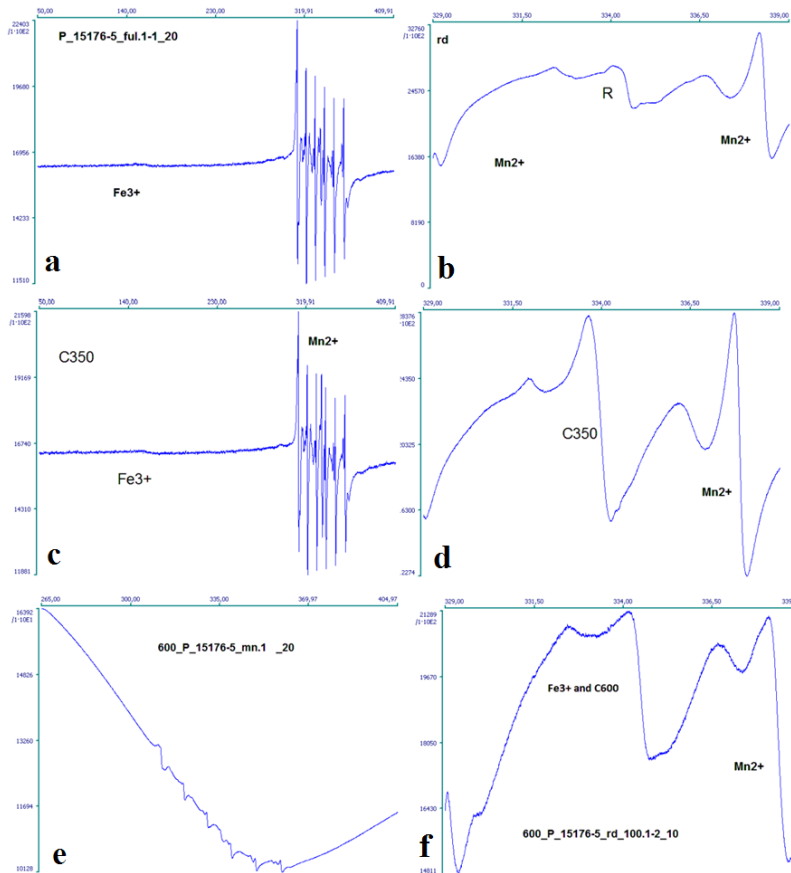 50,00 140,00 230,00 319,91 409,91
22403
/1·10E2
19680
16956
14233
11510
P_15176-5_ful.1-1_20
Fe3+
a
329,00 331,50 334,00 336,50 339,00
32760
/1·10E2
24570
16380
8190
0
rd
R
Mn2+
Mn2+
b
50,00 140,00 230,00 319,91 409,91
21598
/1·10E2
19169
16740
14310
11881
C350
Mn2+
Fe3+
c
329,00 331,50 334,00 336,50 339,00
8376
·10E2
4350
0325
6300
2274
C350
Mn2+
d
265,00 300,00 335,00 369,97 404,97
16392
/1·10E1
14826
13260
11694
10128
600_P_15176-5_mn.1 _20
e
329,00 331,50 334,00 336,50 339
21289
/1·10E2
19670
18050
16430
14811
Fe3+ and C600
Mn2+
600_P_15176-5_rd_100.1-2_10
f